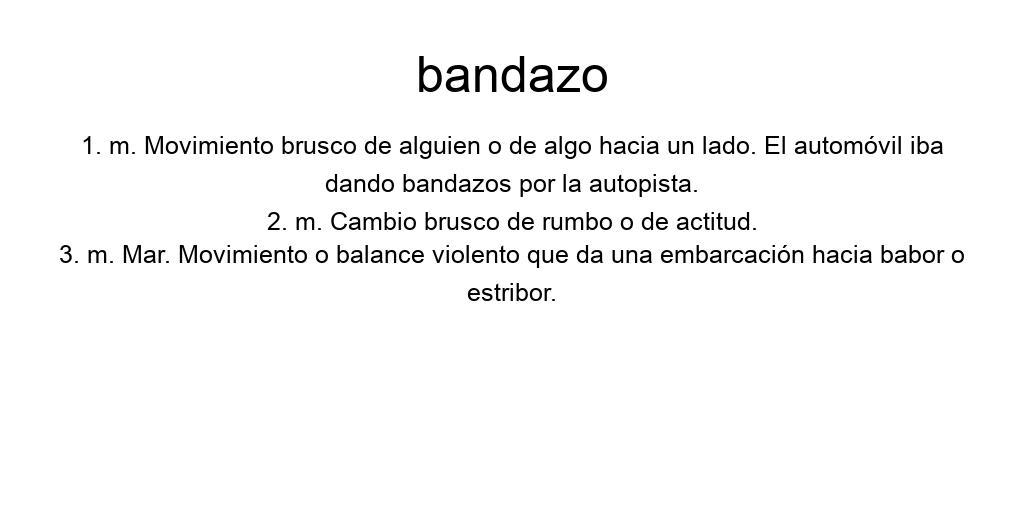 bandazo
1. m. Movimiento brusco de alguien o de algo hacia un lado. El automóvil iba
dando bandazos por la autopista.
2. m. Cambio brusco de rumbo o de actitud.
3. m. Mar. Movimiento o balance violento que da una embarcación hacia babor o
estribor.